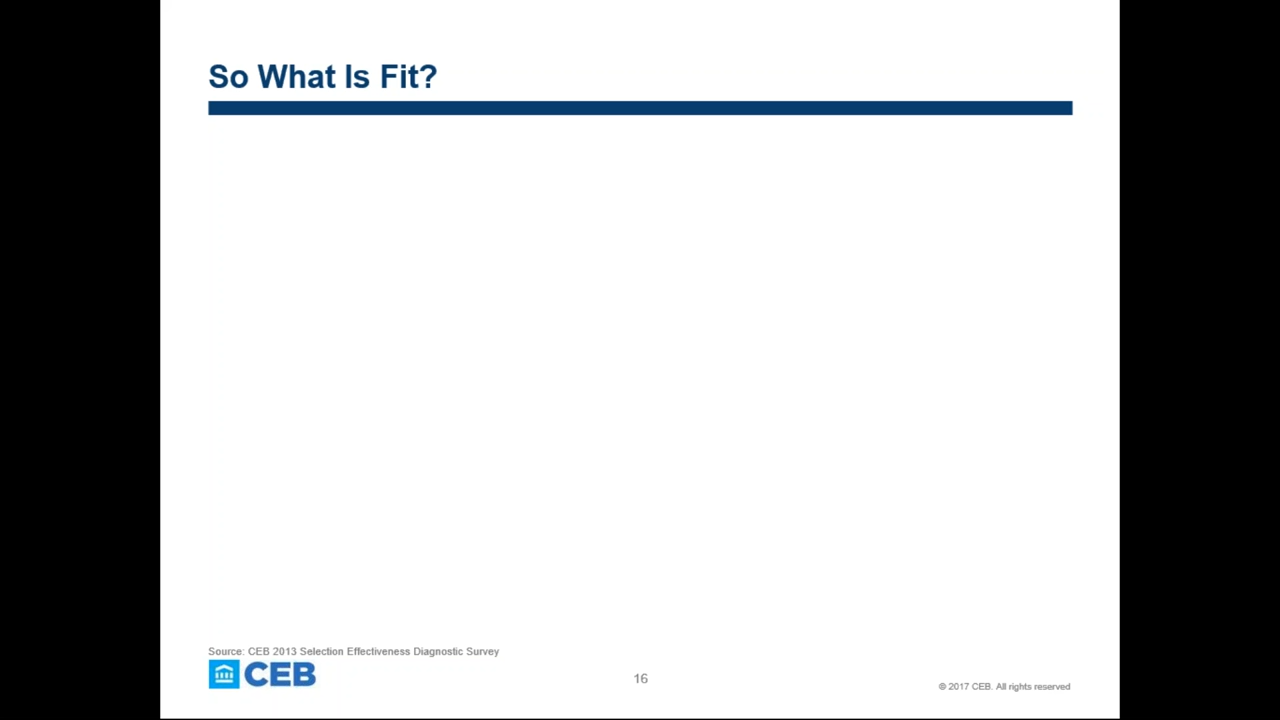 So What Is Fit?
Source: CEB 2013 Selection Effectiveness Diagnostic Survey
CEB
16
© 2017 CEB. All rights reserved